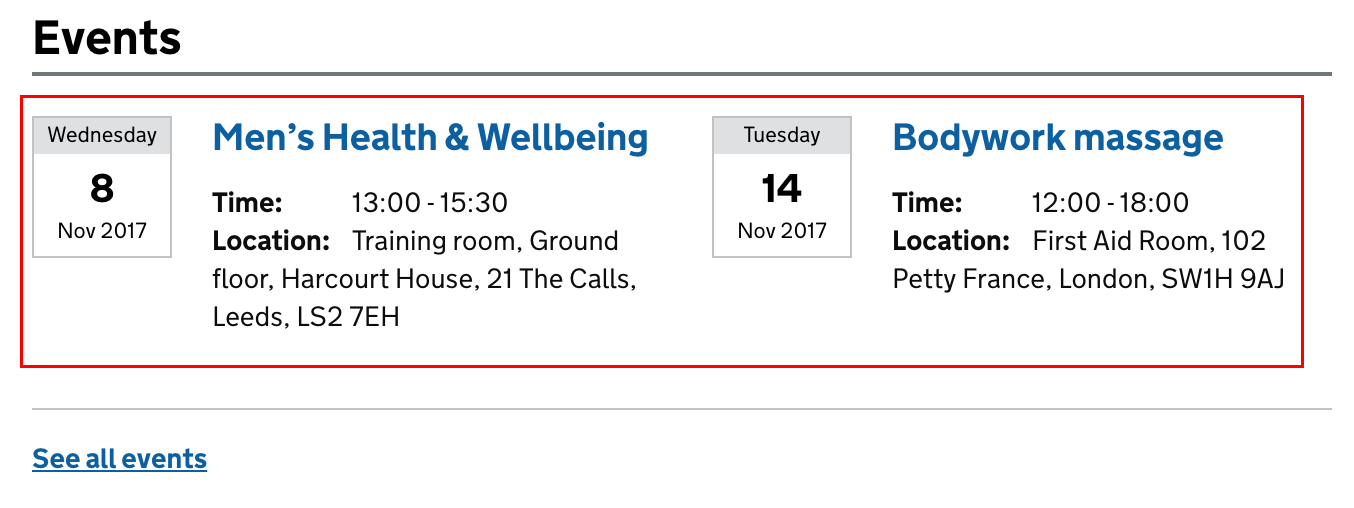 Events
Wednesday
8
Nov 2017
Men’s Health & Wellbeing
Time: 13:00 - 15:30
Location: Training room, Ground
floor, Harcourt House, 21 The Calls,
Leeds, LS2 7EH
Tuesday
14
Nov 2017
Bodywork massage
Time: 12:00 - 18:00
Location: First Aid Room, 102
Petty France, London, SW1H 9AJ
See all events